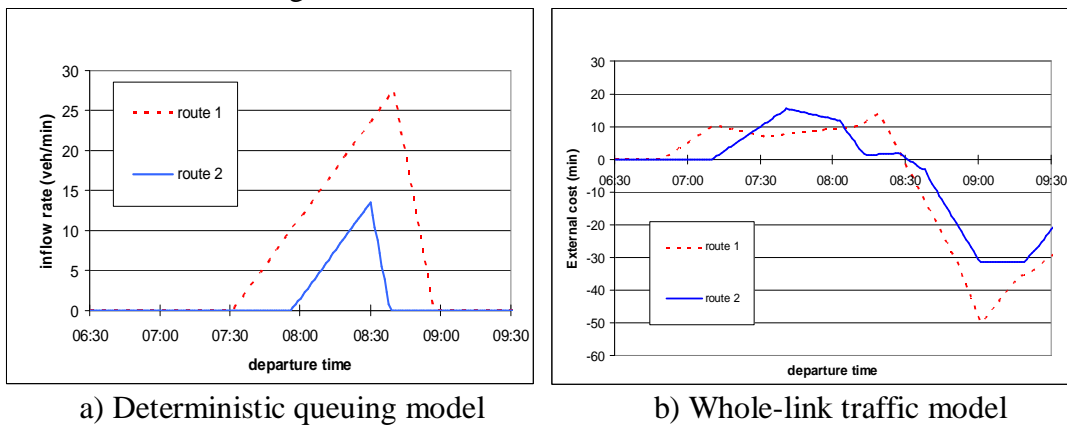 30
25
20
15
10
5
0
inflow rate (veh/min)
route 1
route 2
06:30 07:00 07:30 08:00 08:30 09:00 09:30
departure time
30
20
10
0
-10
-20
-30
-40
-50
-60
External cost (min)
06:30 07:00 07:30 08:00 08:30 09:00 09:30
route 1
route 2
departure time
a) Deterministic queuing model
b) Whole-link traffic model